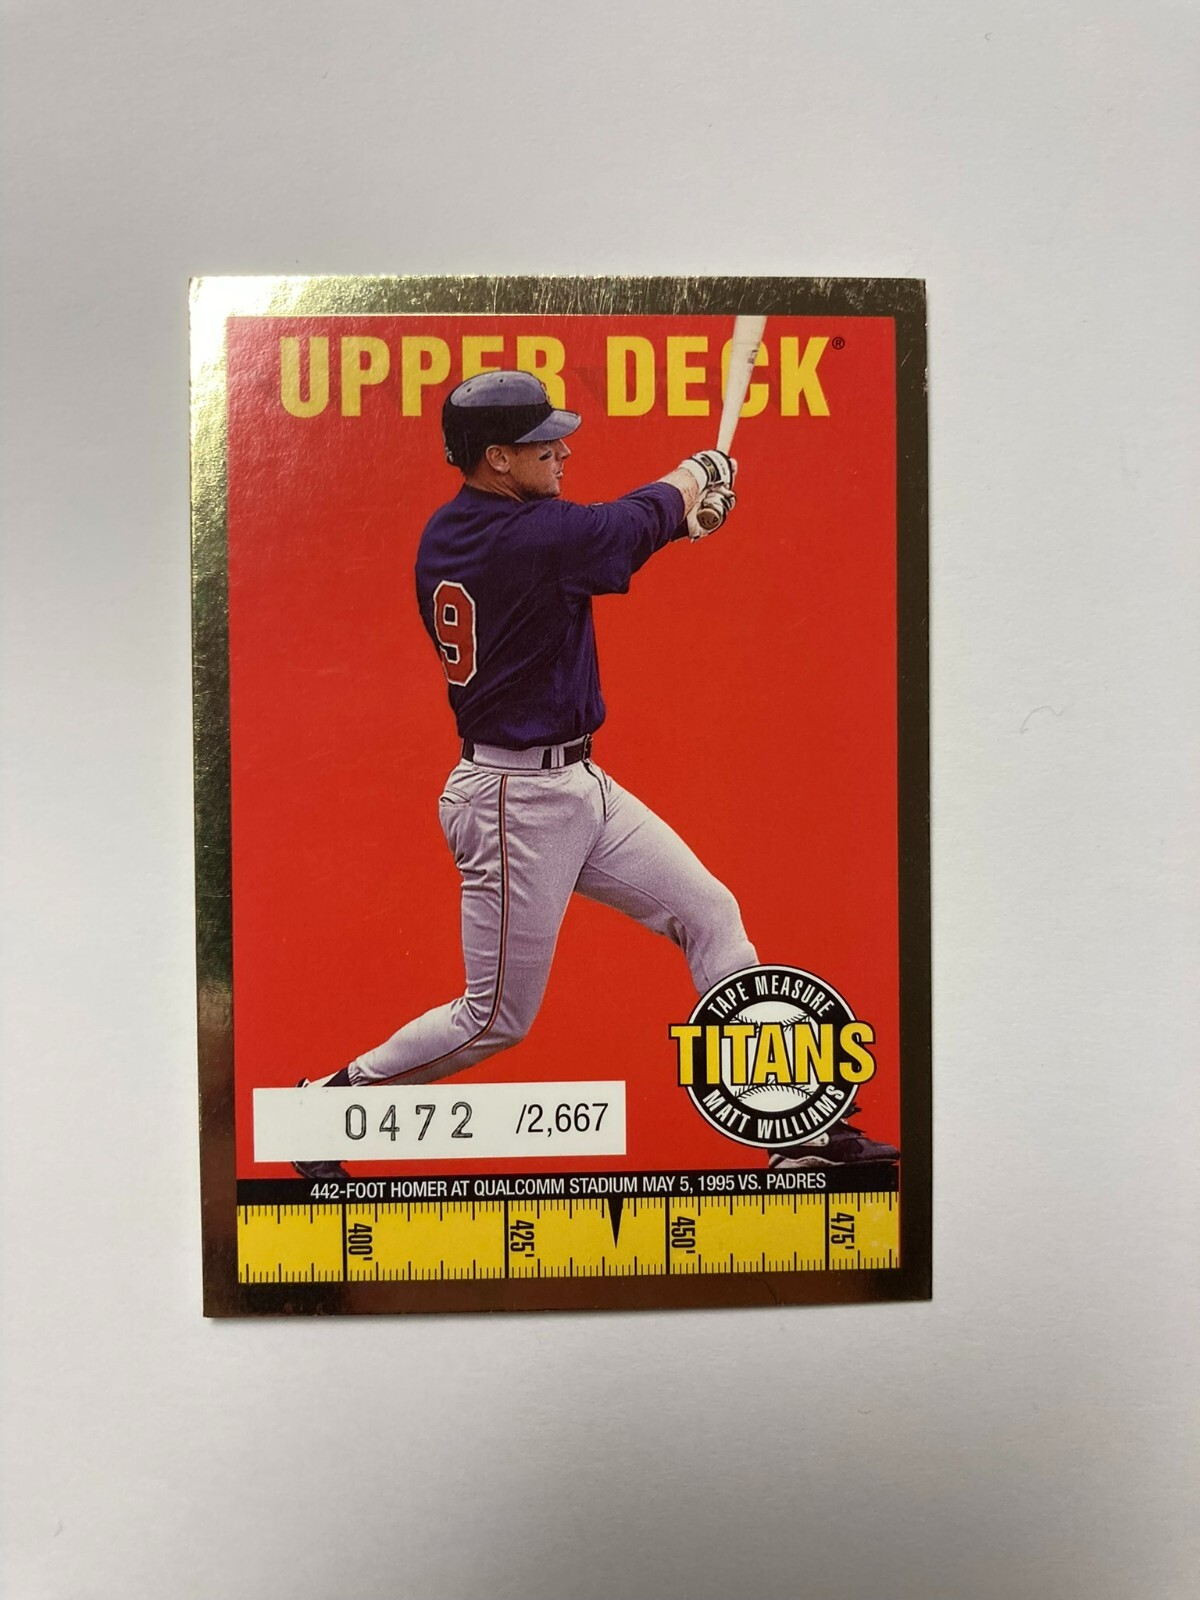 UPPER DECK®
9
TAPE MEASURE
TITANS
MATT WILLIAMS
0472 /2,667
442-FOOT HOMER AT QUALCOMM STADIUM MAY 5, 1995 VS. PADRES
400' 425' 450' 475'